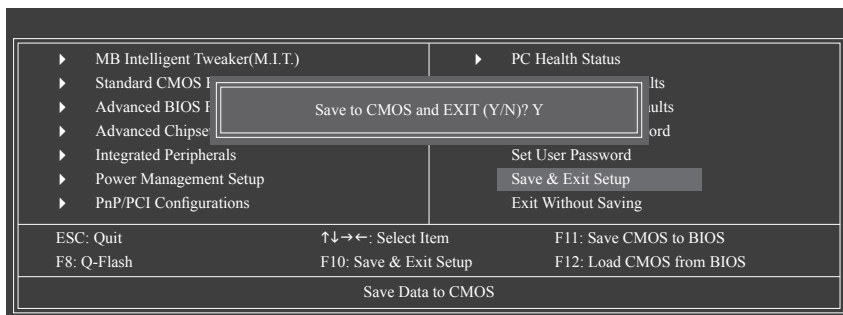 MB Intelligent Tweaker(M.I.T.)
Standard CMOS
Advanced BIOS
Advanced
Integrated Peripherals
Power Management Setup
PnP/PCI Configurations
PC Health Status
Set User Password
Save & Exit Setup
Exit Without Saving
Save to CMOS and EXIT (Y/N)? Y
ESC: Quit ↑↓→←: Select Item F11: Save CMOS to BIOS
F8: Q-Flash F10: Save & Exit Setup F12: Load CMOS from BIOS
Save Data to CMOS